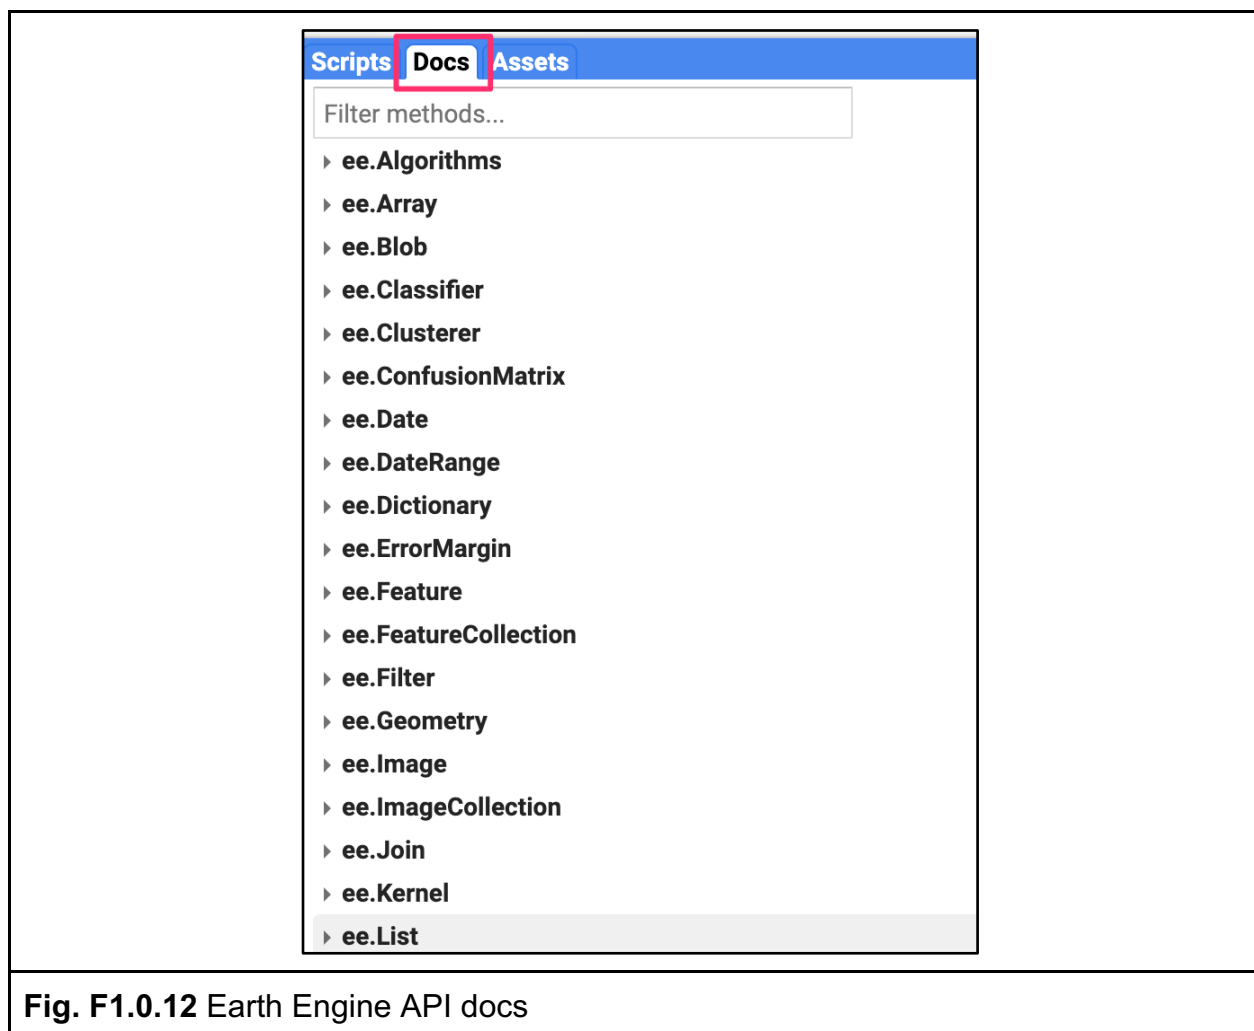 Scripts Docs Assets
Filter methods...
ee.Algorithms
ee.Array
ee.Blob
ee.Classifier
ee.Clusterer
ee.ConfusionMatrix
ee.Date
ee.DateRange
ee.Dictionary
ee.ErrorMargin
ee.Feature
ee.FeatureCollection
ee.Filter
ee.Geometry
ee.Image
ee.ImageCollection
ee.Join
ee.Kernel
ee.List
Fig. F1.0.12 Earth Engine API docs